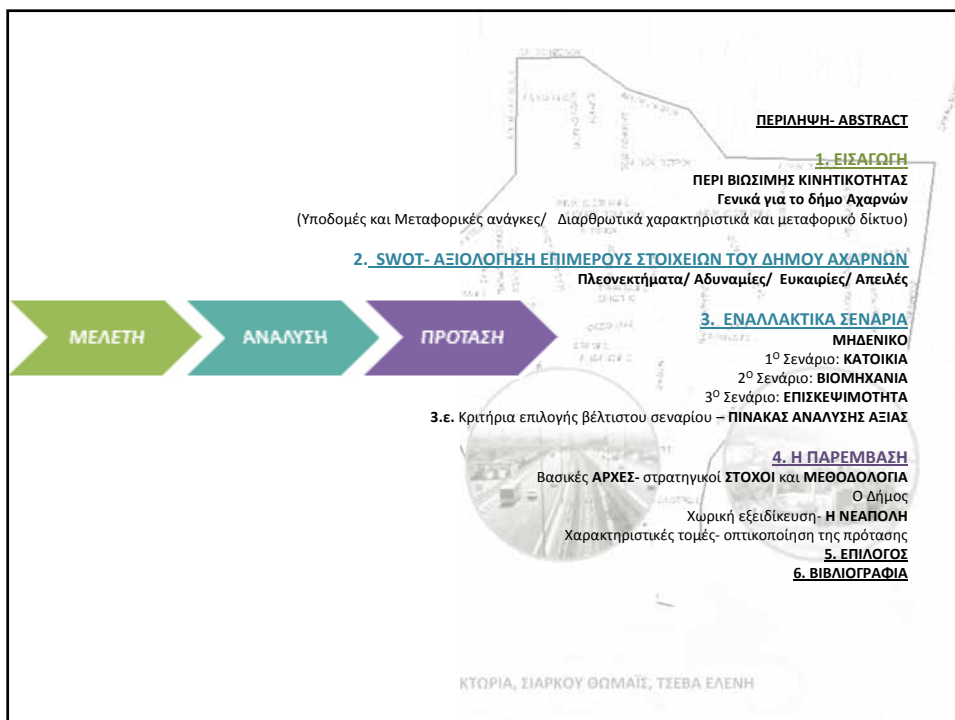 ΠΕΡΙΛΗΨΗ- ABSTRACT
1. ΕΙΣΑΓΩΓΗ
ΠΕΡΙ ΒΙΩΣΙΜΗΣ ΚΙΝΗΤΙΚΟΤΗΤΑΣ
Γενικά για το δήμο Αχαρνών
(Υποδομές και Μεταφορικές ανάγκες/ Διαρθρωτικά χαρακτηριστικά και μεταφορικό δίκτυο)
2. SWOT- ΑΞΙΟΛΟΓΗΣΗ ΕΠΙΜΕΡΟΥΣ ΣΤΟΙΧΕΙΩΝ ΤΟΥ ΔΗΜΟΥ ΑΧΑΡΝΩΝ
Πλεονεκτήματα/ Αδυναμίες/ Ευκαιρίες/ Απειλές
ΜΕΛΕΤΗ
ΑΝΑΛΥΣΗ
ΠΡΟΤΑΣΗ
3. ΕΝΑΛΛΑΚΤΙΚΑ ΣΕΝΑΡΙΑ
ΜΗΔΕΝΙΚΟ
1Ο Σενάριο: ΚΑΤΟΙΚΙΑ
2Ο Σενάριο: ΒΙΟΜΗΧΑΝΙΑ
3Ο Σενάριο: ΕΠΙΣΚΕΨΙΜΟΤΗΤΑ
3.ε. Κριτήρια επιλογής βέλτιστου σεναρίου – ΠΙΝΑΚΑΣ ΑΝΑΛΥΣΗΣ ΑΞΙΑΣ
4. Η ΠΑΡΕΜΒΑΣΗ
Βασικές ΑΡΧΕΣ- στρατηγικοί ΣΤΟΧΟΙ και ΜΕΘΟΔΟΛΟΓΙΑ
Ο Δήμος
Χωρική εξειδίκευση- Η ΝΕΑΠΟΛΗ
Χαρακτηριστικές τομές- οπτικοποίηση της πρότασης
5. ΕΠΙΛΟΓΟΣ
6. ΒΙΒΛΙΟΓΡΑΦΙΑ
ΚΤΩΡΙΑ, ΣΙΑΡΚΟΥ ΘΩΜΑΪΣ, ΤΣΕΒΑ ΕΛΕΝΗ